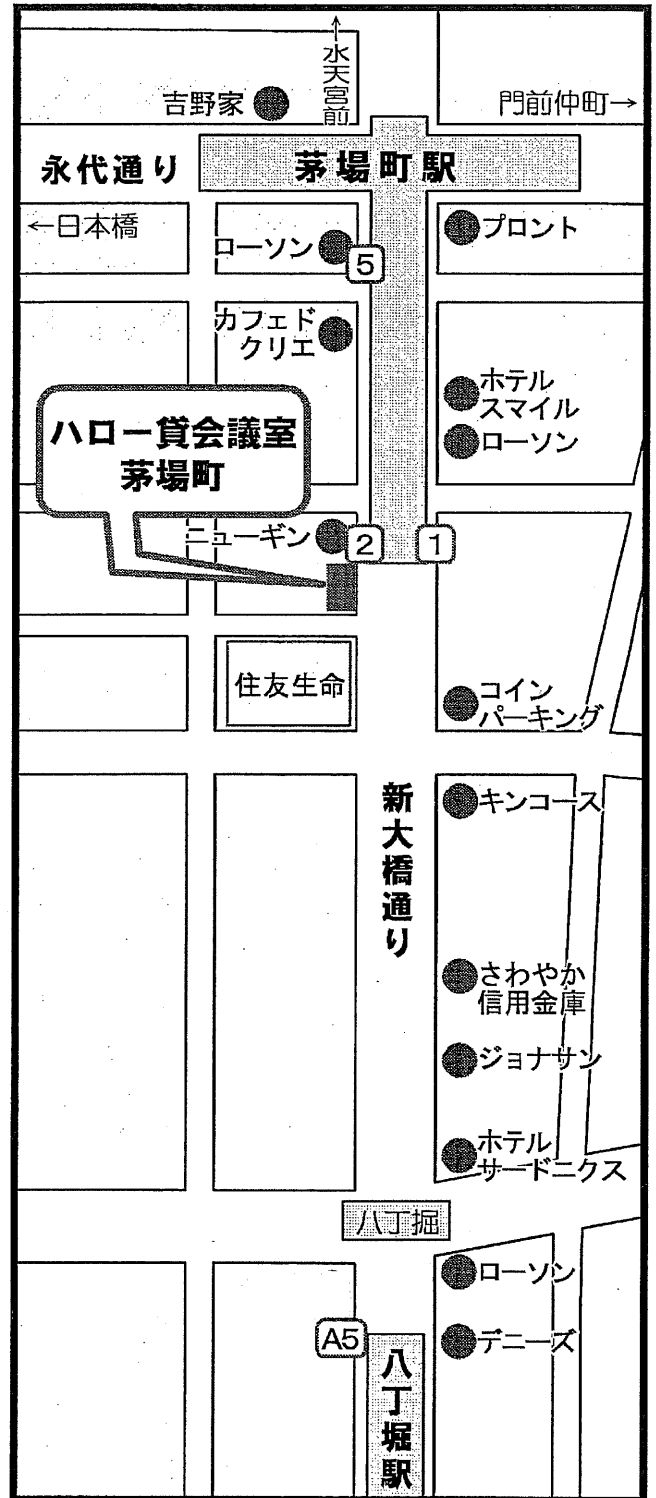 ↑水天宮前
吉野家
門前仲町→
永代通り
茅場町駅
←日本橋
ローソン
5
プロント
カフェド
クリエ
ホテル
スマイル
ローソン
ハロー貸会議室
茅場町
ニューギン
2
1
住友生命
コイン
パーキング
新大橋通り
キンコース
さわやか
信用金庫
ジョナサン
ホテル
サードニクス
八丁堀
ローソン
A5
デニーズ
八丁堀駅